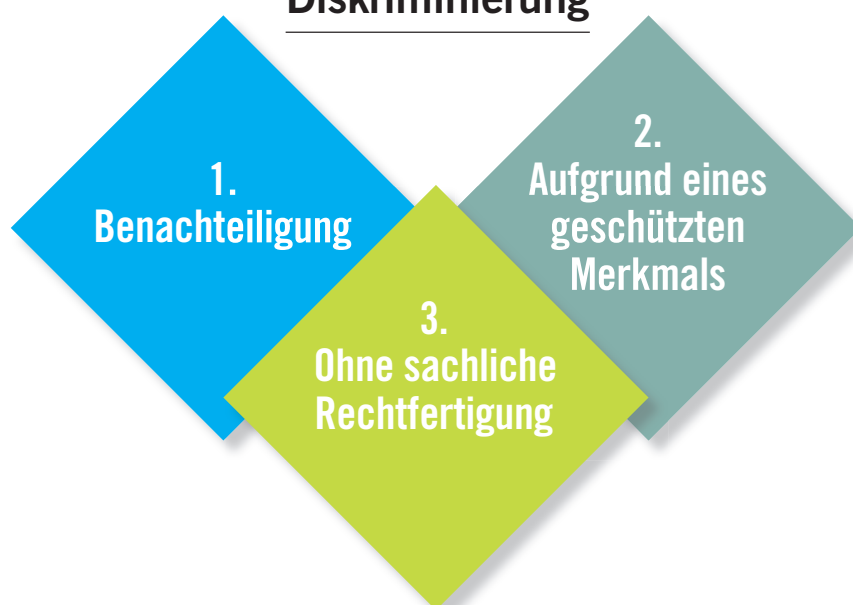 Diskriminierung
1.
Benachteiligung
2.
Aufgrund eines
geschützten
Merkmals
3.
Ohne sachliche
Rechtfertigung